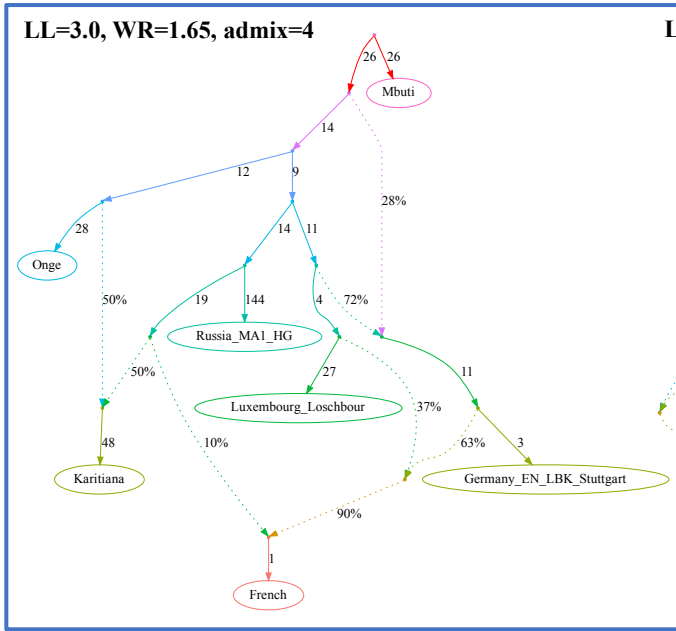 LL=3.0, WR=1.65, admix=4
L
26 26
Mbuti
14
12 9
28 14 11 28%
Onge
50% 19 144 4 72%
Russia_MA1_HG
50% 27 11
Luxembourg_Loschbour 37%
48 10% 63% 3
Karitiana Germany_EN_LBK_Stuttgart
90%
1
French